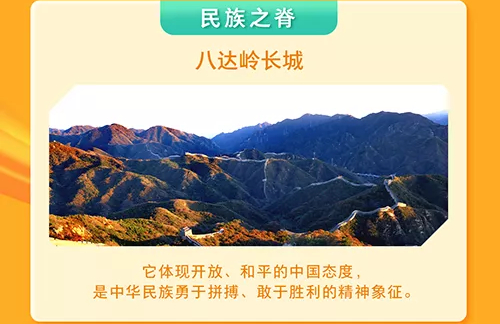 民族之脊
八达岭长城
它体现开放、和平的中国态度，
是中华民族勇于拼搏、敢于胜利的精神象征。